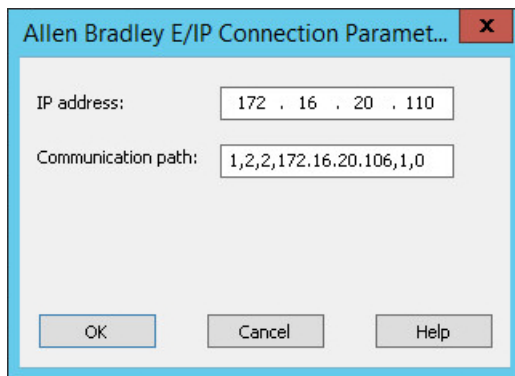 Allen Bradley E/IP Connection Paramet... x
IP address: 172 . 16 . 20 . 110
Communication path: 1,2,2,172.16.20.106,1,0
OK Cancel Help